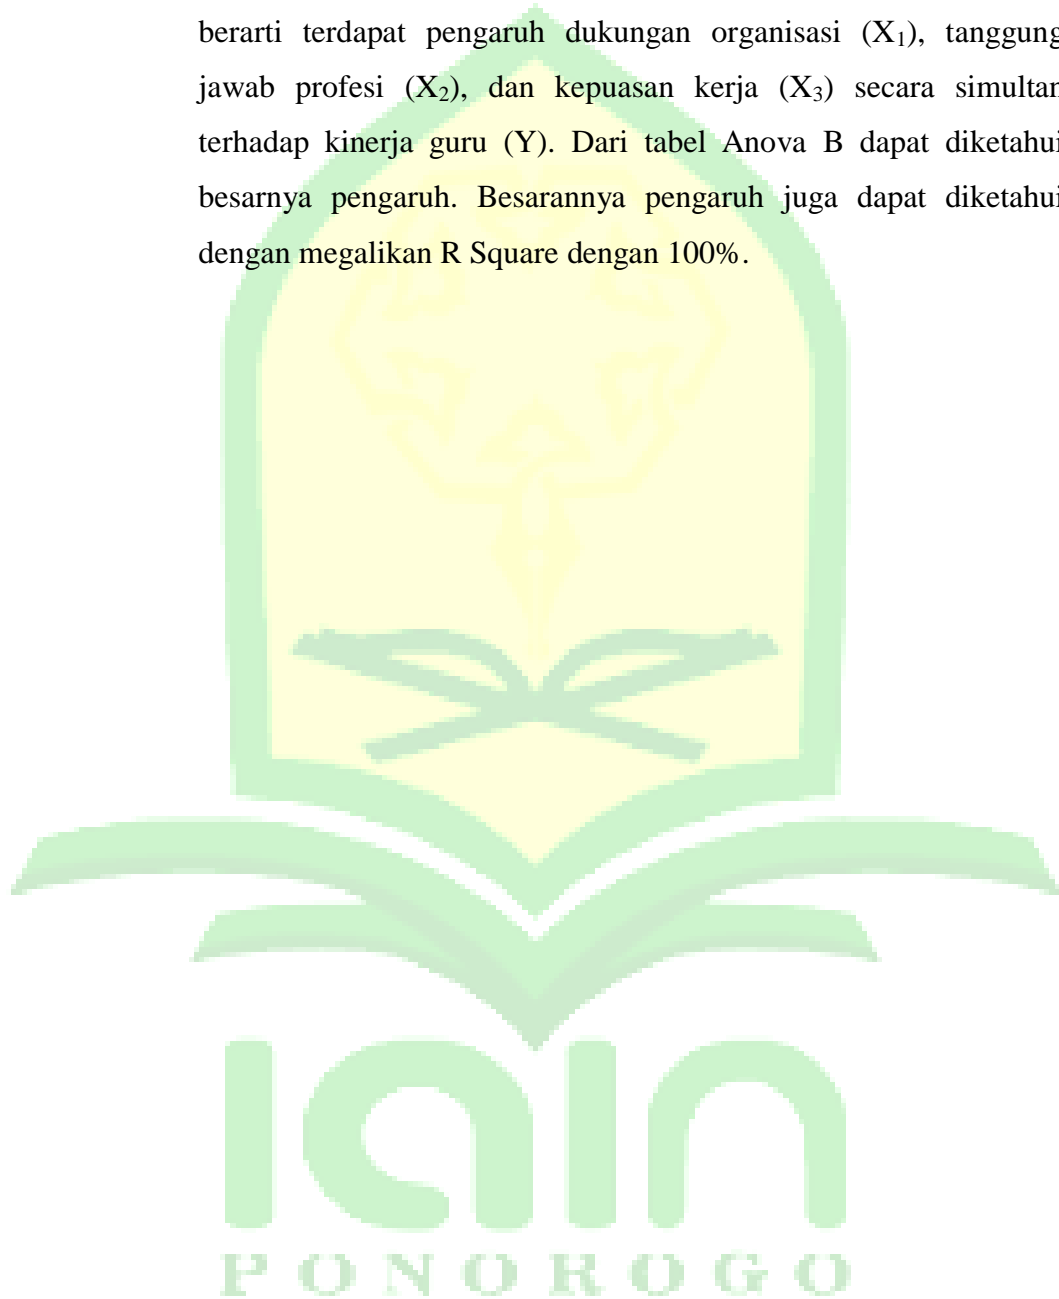 berarti terdapat pengaruh dukungan organisasi (X₁), tanggung
jawab profesi (X₂), dan kepuasan kerja (X₃) secara simultan
terhadap kinerja guru (Y). Dari tabel Anova B dapat diketahui
besarnya pengaruh. Besarannya pengaruh juga dapat diketahui
dengan megalikan R Square dengan 100%.
iain
PONOROGO